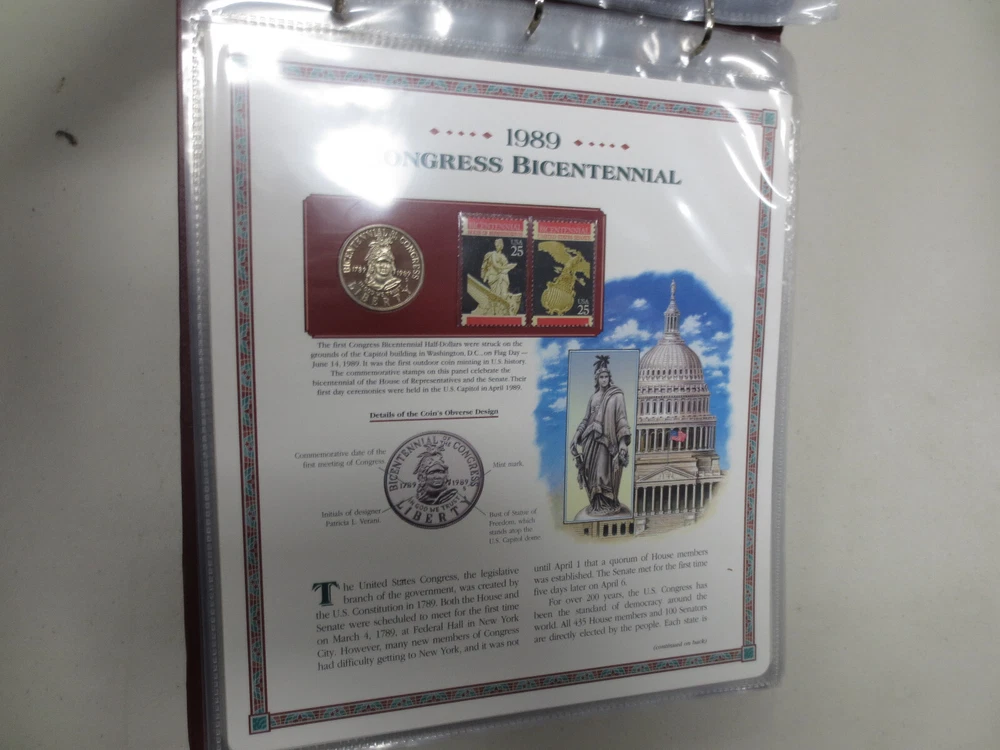 1989
CONGRESS BICENTENNIAL
BICENTENNIAL OF THE CONGRESS
1789 1989
IN GOD WE TRUST
LIBERTY
BICENTENNIAL
USA
25
BICENTENNIAL
USA
25
The first Congress Bicentennial Half-Dollars were struck on the
grounds of the Capitol building in Washington, D.C., on Flag Day —
June 14, 1989. It was the first outdoor coin minting in U.S. history.
The commemorative stamps on this panel celebrate the
bicentennial of the House of Representatives and the Senate. Their
first day ceremonies were held in the U.S. Capitol in April 1989.
Details of the Coin's Obverse Design
Commemorative date of the
first meeting of Congress
Initials of designer
Patricia L. Verani.
BICENTENNIAL OF THE CONGRESS
1789 1989
IN GOD WE TRUST
LIBERTY
Mint mark.
Bust of Statue of
Freedom, which
stands atop the
U.S. Capitol dome.
The United States Congress, the legislative
branch of the government, was created by
the U.S. Constitution in 1789. Both the House and
Senate were scheduled to meet for the first time
on March 4, 1789, at Federal Hall in New York
City. However, many new members of Congress
had difficulty getting to New York, and it was not
until April 1 that a quorum of House members
was established. The Senate met for the first time
five days later on April 6.
For over 200 years, the U.S. Congress has
been the standard of democracy around the
world. All 435 House members and 100 Senators
are directly elected by the people. Each state is
(continued on back)